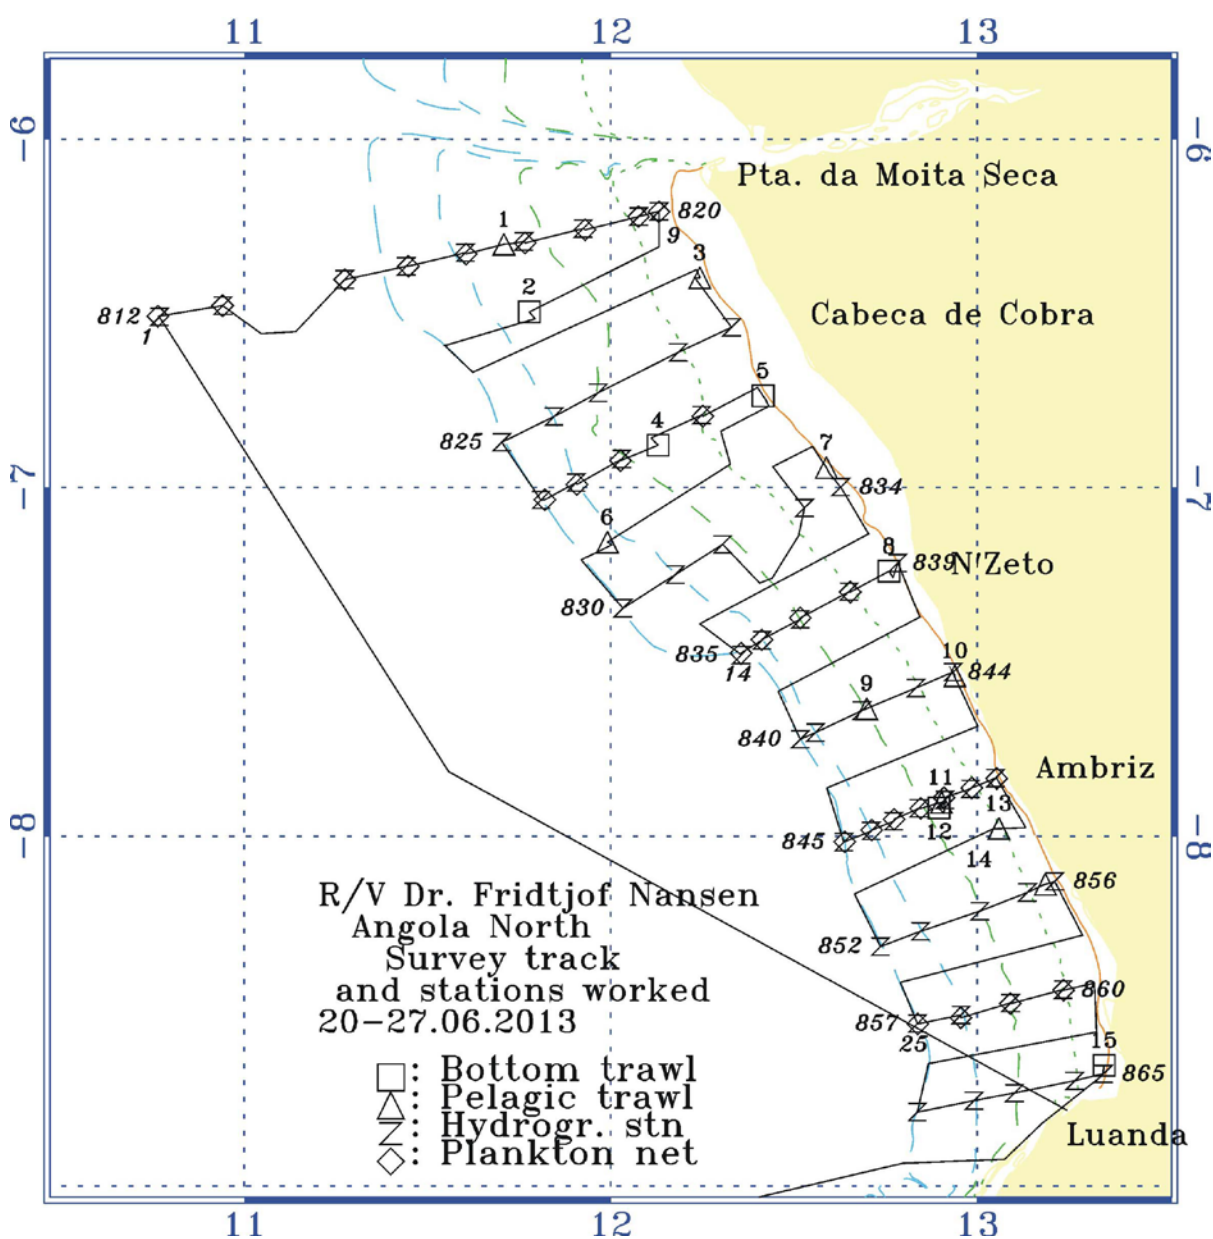 11 12 13
-6 -6
Pta. da Moita Seca
1 820
9
3
2
812
1
Cabeca de Cobra
5
4
825
7
-7 834 -7
6
8
839 N'Zeto
830
835
14
10
844
9
840
Ambriz
11
13
845 12
-8 -8
14
856
R/V Dr. Fridtjof Nansen
Angola North
852
Survey track
and stations worked
860
20-27.06.2013
857
25
15
: Bottom trawl
865
: Pelagic trawl
: Hydrogr. stn
Luanda
: Plankton net
11 12 13